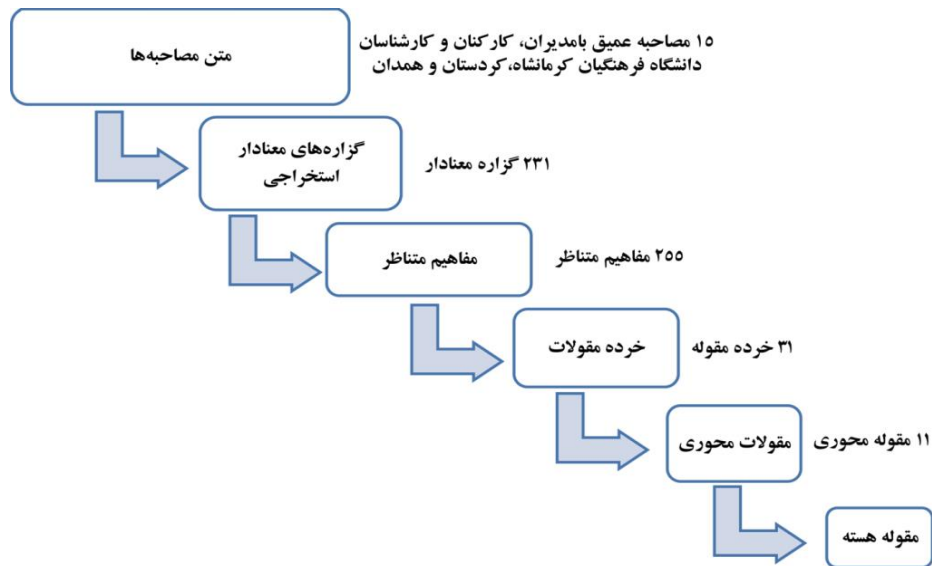 ۱۵ مصاحبه عمیق بامدیران، کارکنان و کارشناسان
دانشگاه فرهنگیان کرمانشاه،کردستان و همدان
متن مصاحبه‌ها
گزاره‌های معنادار
استخراجی
۲۳۱ گزاره معنادار
مفاهیم متناظر
۲۵۵ مفاهیم متناظر
خرده مقولات
۳۱ خرده مقوله
مقولات محوری
۱۱ مقوله محوری
مقوله هسته